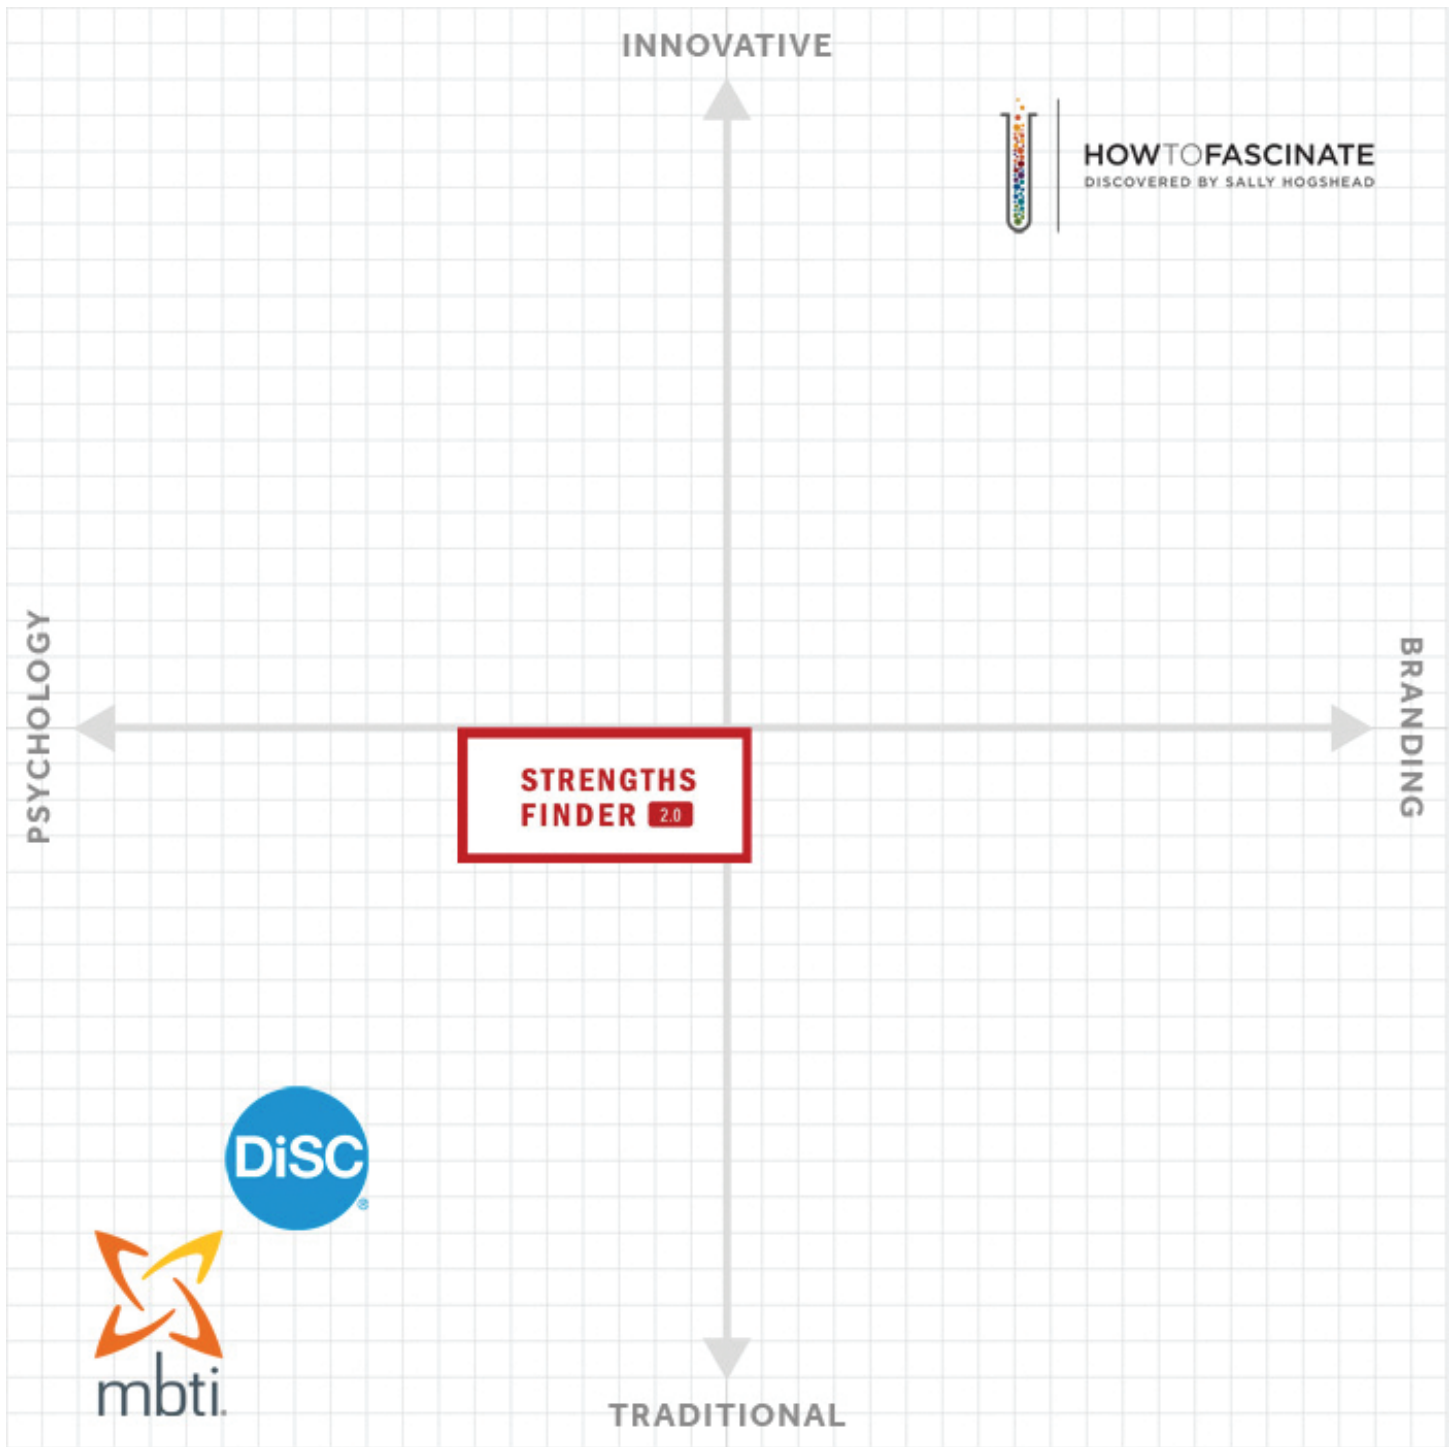 INNOVATIVE
HOWTOFASCINATE
DISCOVERED BY SALLY HOGSHEAD
PSYCHOLOGY
BRANDING
STRENGTHS
FINDER 2.0
DiSC®
mbti®
TRADITIONAL